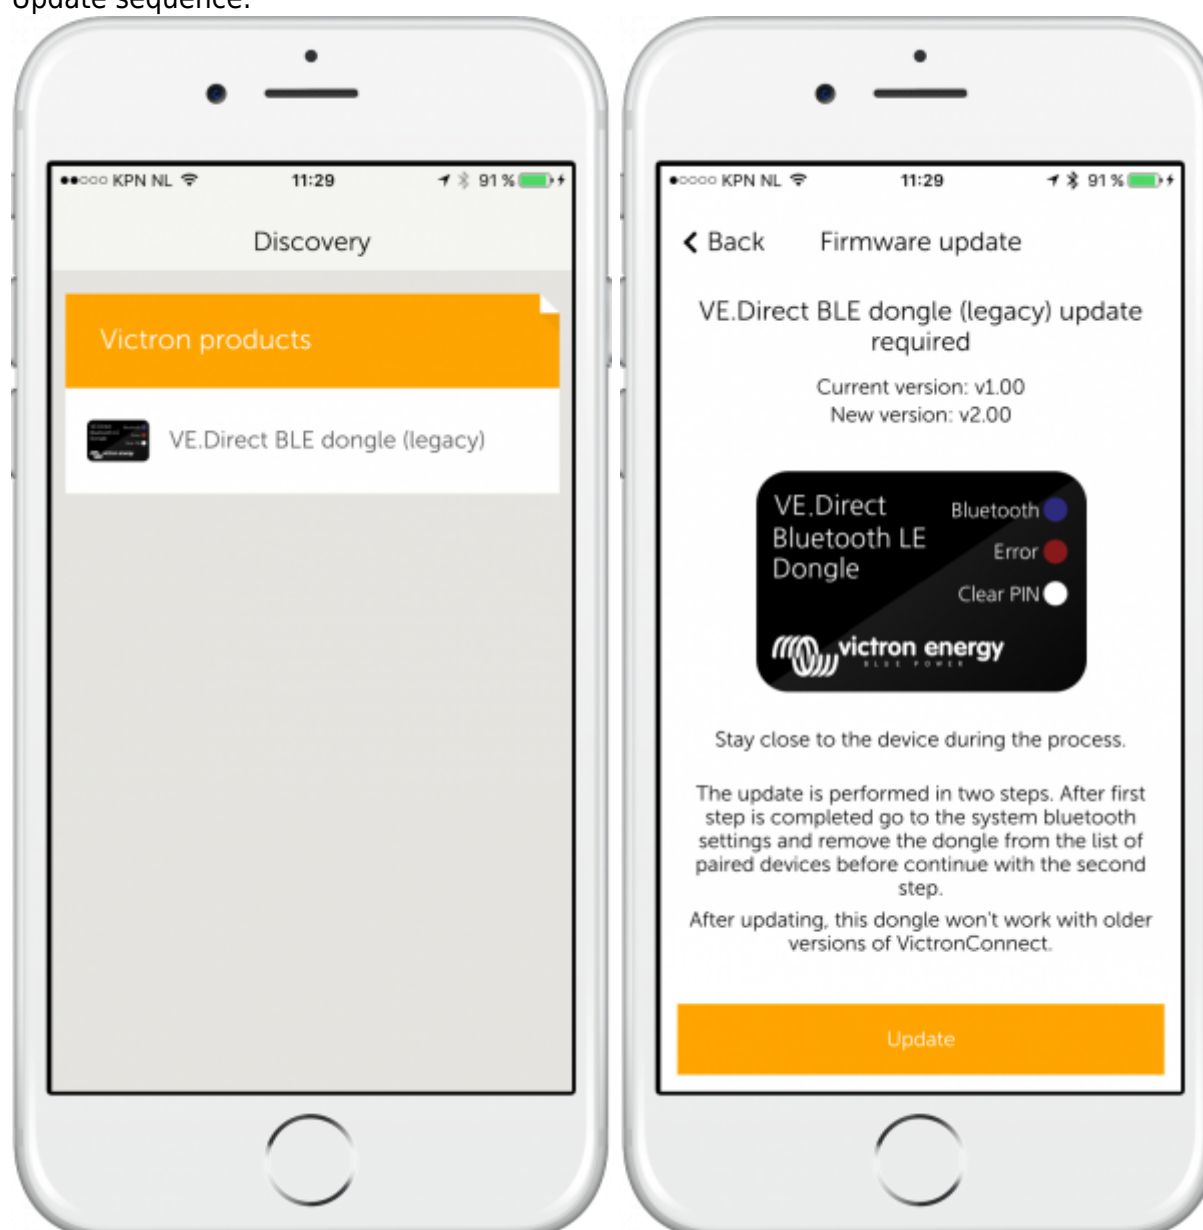 Update sequence:
KPN NL 11:29 91 %
Discovery
Victron products
VE.Direct BLE dongle (legacy)
KPN NL 11:29 91 %
Back Firmware update
VE.Direct BLE dongle (legacy) update
required
Current version: v1.00
New version: v2.00
VE.Direct
Bluetooth LE
Dongle
Bluetooth
Error
Clear PIN
victron energy
BLUE POWER
Stay close to the device during the process.
The update is performed in two steps. After first
step is completed go to the system bluetooth
settings and remove the dongle from the list of
paired devices before continue with the second
step.
After updating, this dongle won't work with older
versions of VictronConnect.
Update